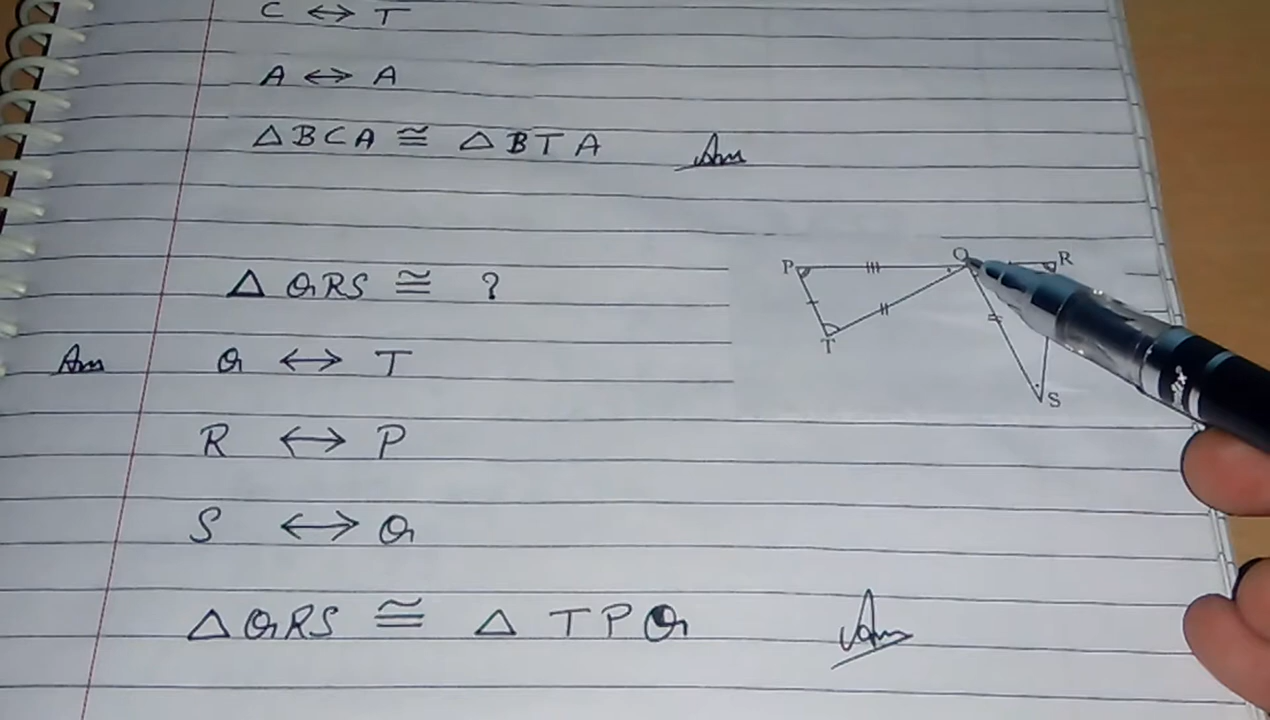 C ↔ T
A ↔ A
△BCA ≅ △BTA Ans
△QRS ≅ ?
P Q R
T
S
Ans Q ↔ T
R ↔ P
S ↔ Q
△QRS ≅ △TPQ Ans